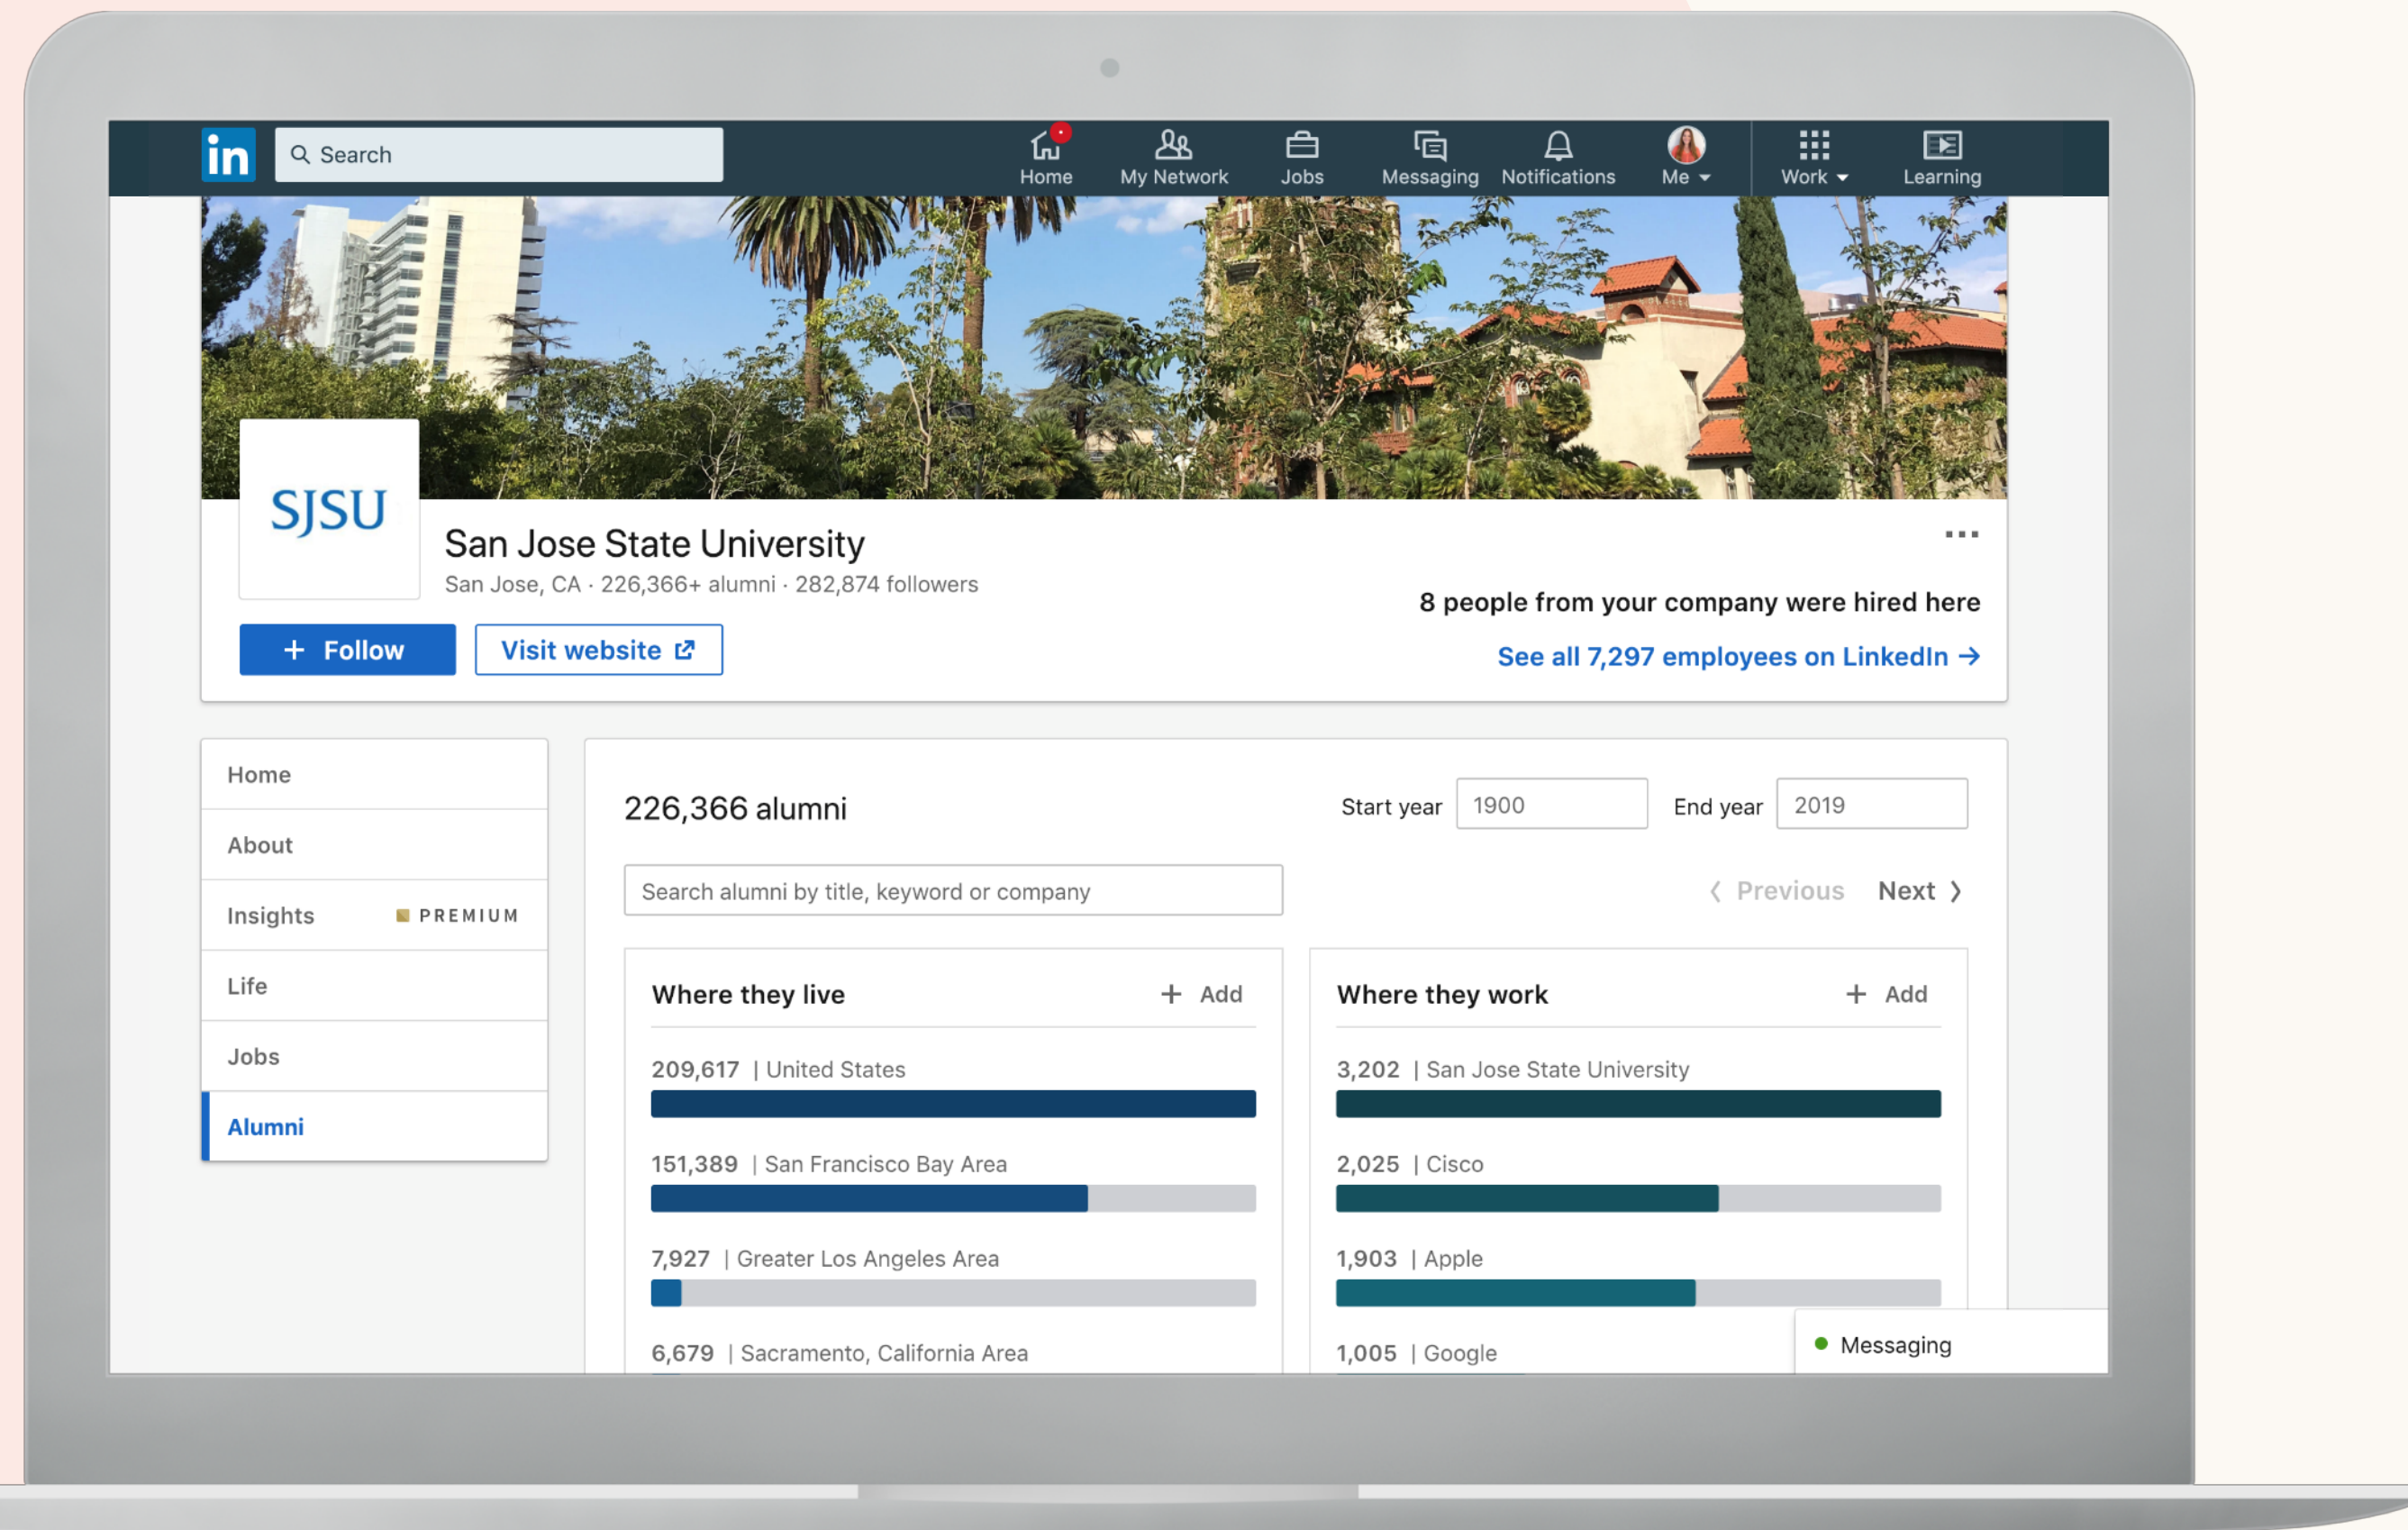 in
Search
Home
My Network
Jobs
Messaging
Notifications
Me
Work
Learning
SJSU
San Jose State University
San Jose, CA · 226,366+ alumni · 282,874 followers
8 people from your company were hired here
+ Follow
Visit website
See all 7,297 employees on LinkedIn →
Home
About
Insights PREMIUM
Life
Jobs
Alumni
226,366 alumni
Start year 1900 End year 2019
Search alumni by title, keyword or company
Previous Next
Where they live + Add
209,617 | United States
151,389 | San Francisco Bay Area
7,927 | Greater Los Angeles Area
6,679 | Sacramento, California Area
Where they work + Add
3,202 | San Jose State University
2,025 | Cisco
1,903 | Apple
1,005 | Google
Messaging